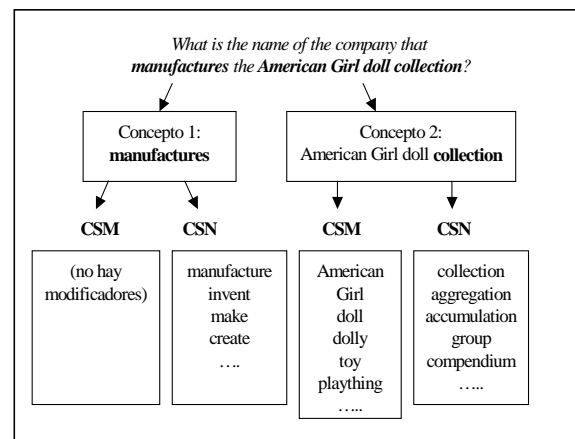 What is the name of the company that
manufactures the American Girl doll collection?
Concepto 1:
manufactures
Concepto 2:
American Girl doll collection
CSM
CSN
CSM
CSN
(no hay
modificadores)
manufacture
invent
make
create
….
American
Girl
doll
dolly
toy
plaything
…..
collection
aggregation
accumulation
group
compendium
…..